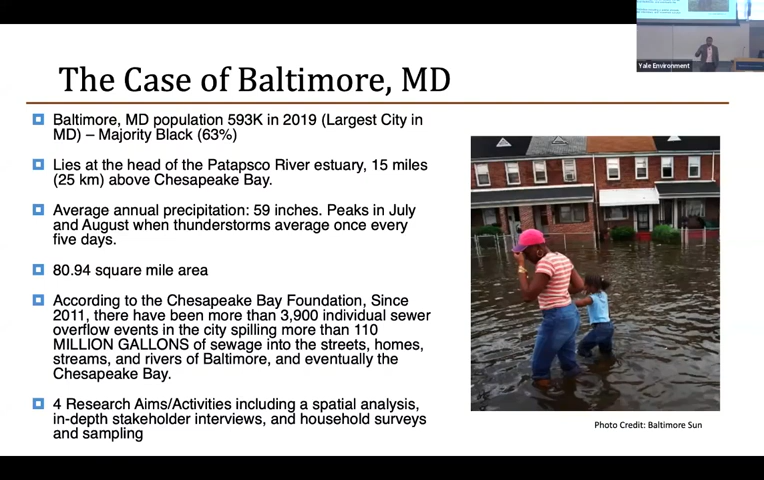 The Case of Baltimore, MD
Baltimore, MD population 593K in 2019 (Largest City in
MD) – Majority Black (63%)
Lies at the head of the Patapsco River estuary, 15 miles
(25 km) above Chesapeake Bay.
Average annual precipitation: 59 inches. Peaks in July
and August when thunderstorms average once every
five days.
80.94 square mile area
According to the Chesapeake Bay Foundation, Since
2011, there have been more than 3,900 individual sewer
overflow events in the city spilling more than 110
MILLION GALLONS of sewage into the streets, homes,
streams, and rivers of Baltimore, and eventually the
Chesapeake Bay.
4 Research Aims/Activities including a spatial analysis,
in-depth stakeholder interviews, and household surveys
and sampling
Photo Credit: Baltimore Sun
Yale Environment